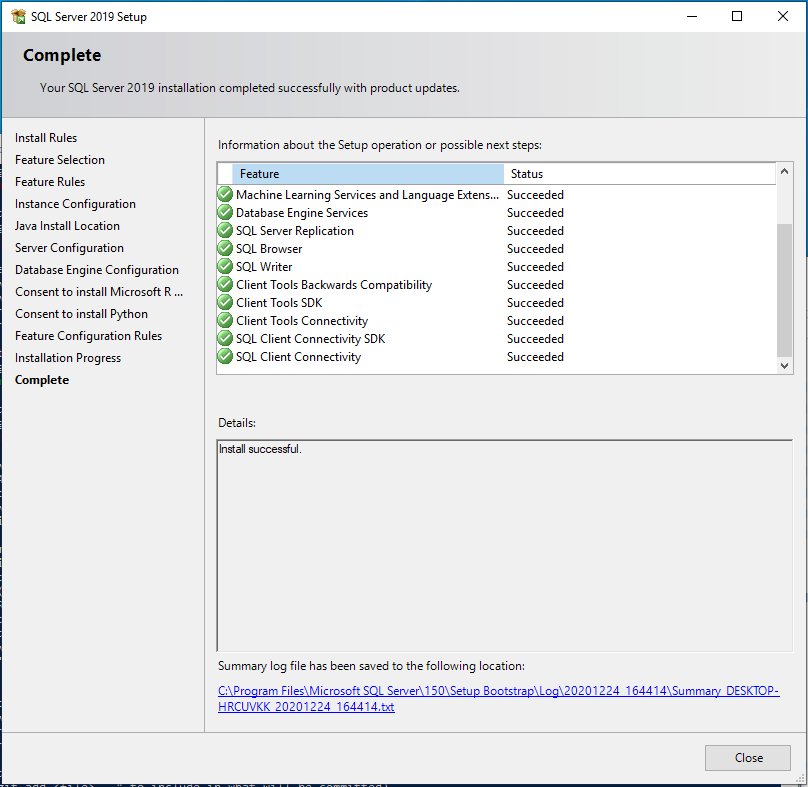 SQL Server 2019 Setup
Complete
Your SQL Server 2019 installation completed successfully with product updates.
Install Rules
Feature Selection
Feature Rules
Instance Configuration
Java Install Location
Server Configuration
Database Engine Configuration
Consent to install Microsoft R ...
Consent to install Python
Feature Configuration Rules
Installation Progress
Complete
Information about the Setup operation or possible next steps:
Feature Status
Machine Learning Services and Language Extens... Succeeded
Database Engine Services Succeeded
SQL Server Replication Succeeded
SQL Browser Succeeded
SQL Writer Succeeded
Client Tools Backwards Compatibility Succeeded
Client Tools SDK Succeeded
Client Tools Connectivity Succeeded
SQL Client Connectivity SDK Succeeded
SQL Client Connectivity Succeeded
Details:
Install successful.
Summary log file has been saved to the following location:
C:\Program Files\Microsoft SQL Server\150\Setup Bootstrap\Log\20201224_164414\Summary_DESKTOP-
HRCUVKK_20201224_164414.txt
Close